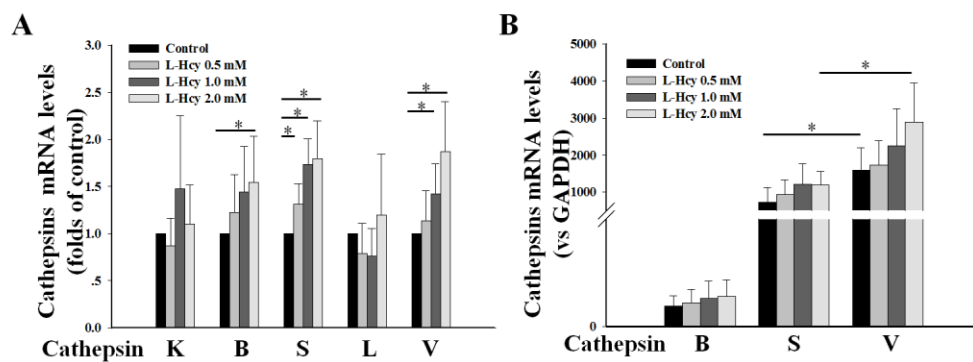 A
Cathepsins mRNA levels
(folds of control)
3.0
2.5
2.0
1.5
1.0
.5
0.0
Control
L-Hcy 0.5 mM
L-Hcy 1.0 mM
L-Hcy 2.0 mM
*
*
*
*
*
*
Cathepsin K B S L V
B
Cathepsins mRNA levels
(vs GAPDH)
5000
4000
3000
2000
1000
0
Control
L-Hcy 0.5 mM
L-Hcy 1.0 mM
L-Hcy 2.0 mM
*
*
Cathepsin B S V